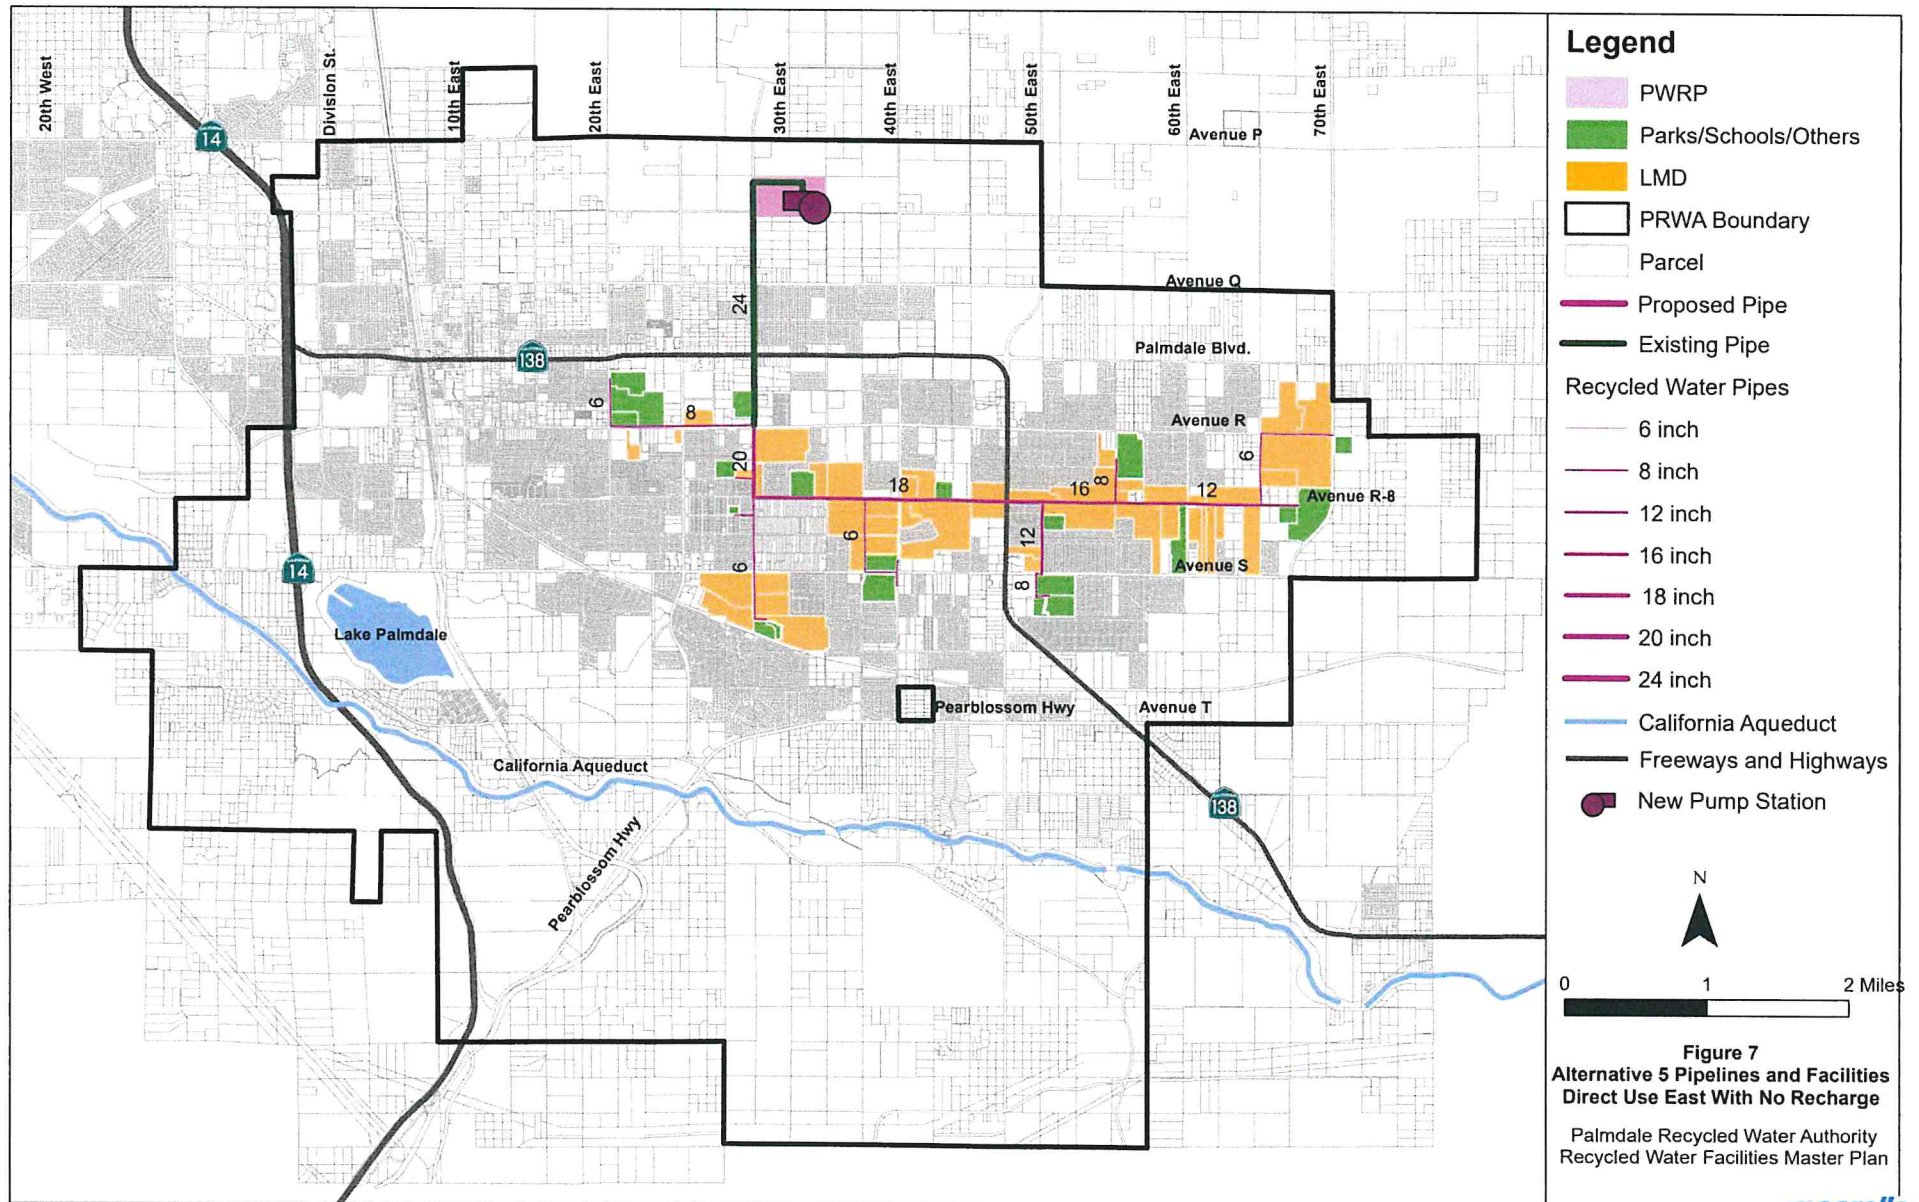 20th West
Division St.
10th East
20th East
30th East
40th East
50th East
60th East
70th East
14
Avenue P
Avenue Q
24
138
Palmdale Blvd.
6
8
Avenue R
20
18
16
8
12
6
Avenue R-8
6
12
Avenue S
6
8
14
Lake Palmdale
Pearblossom Hwy
Avenue T
California Aqueduct
138
Pearblossom Hwy
Legend
PWRP
Parks/Schools/Others
LMD
PRWA Boundary
Parcel
Proposed Pipe
Existing Pipe
Recycled Water Pipes
6 inch
8 inch
12 inch
16 inch
18 inch
20 inch
24 inch
California Aqueduct
Freeways and Highways
New Pump Station
N
0 1 2 Miles
Figure 7
Alternative 5 Pipelines and Facilities
Direct Use East With No Recharge
Palmdale Recycled Water Authority
Recycled Water Facilities Master Plan